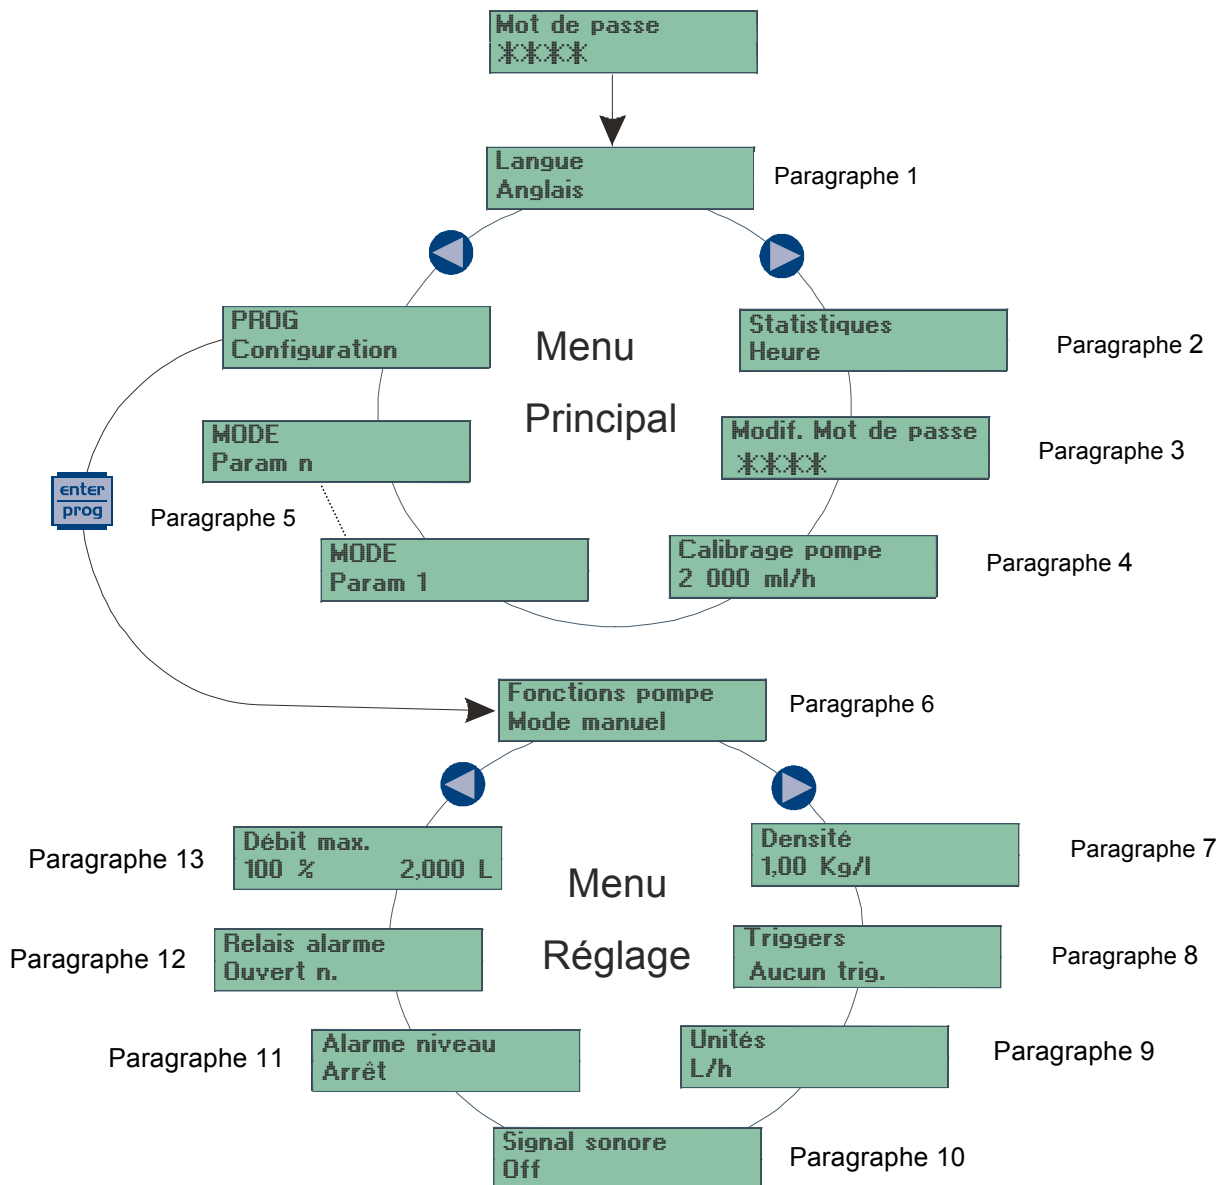 Mot de passe
****
Langue
Anglais
Paragraphe 1
PROG
Configuration
Menu
Principal
Statistiques
Heure
Paragraphe 2
MODE
Param n
Modif. Mot de passe
****
Paragraphe 3
enter
prog
Paragraphe 5
MODE
Param 1
Calibrage pompe
2 000 ml/h
Paragraphe 4
Fonctions pompe
Mode manuel
Paragraphe 6
Paragraphe 13
Débit max.
100 % 2,000 L
Menu
Réglage
Densité
1,00 Kg/l
Paragraphe 7
Paragraphe 12
Relais alarme
Ouvert n.
Triggers
Aucun trig.
Paragraphe 8
Paragraphe 11
Alarme niveau
Arrêt
Unités
L/h
Paragraphe 9
Signal sonore
Off
Paragraphe 10